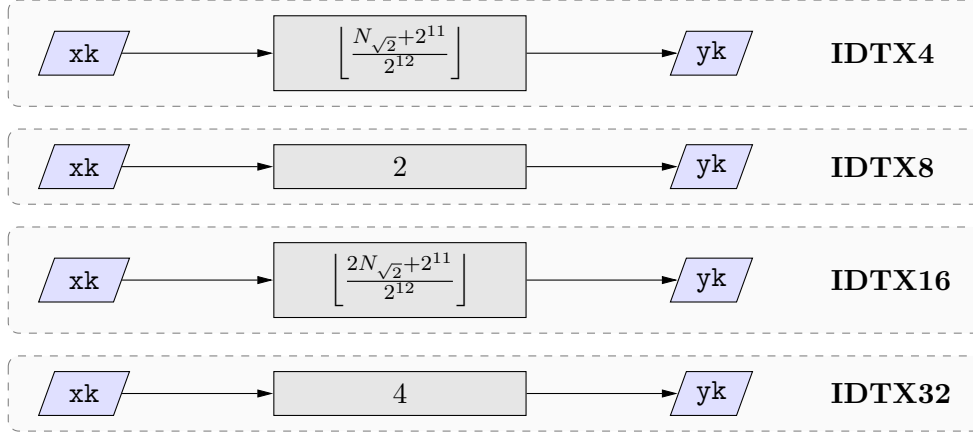 xk ⌊(N_√2+2^11)/2^12⌋ yk IDTX4
xk 2 yk IDTX8
xk ⌊(2N_√2+2^11)/2^12⌋ yk IDTX16
xk 4 yk IDTX32